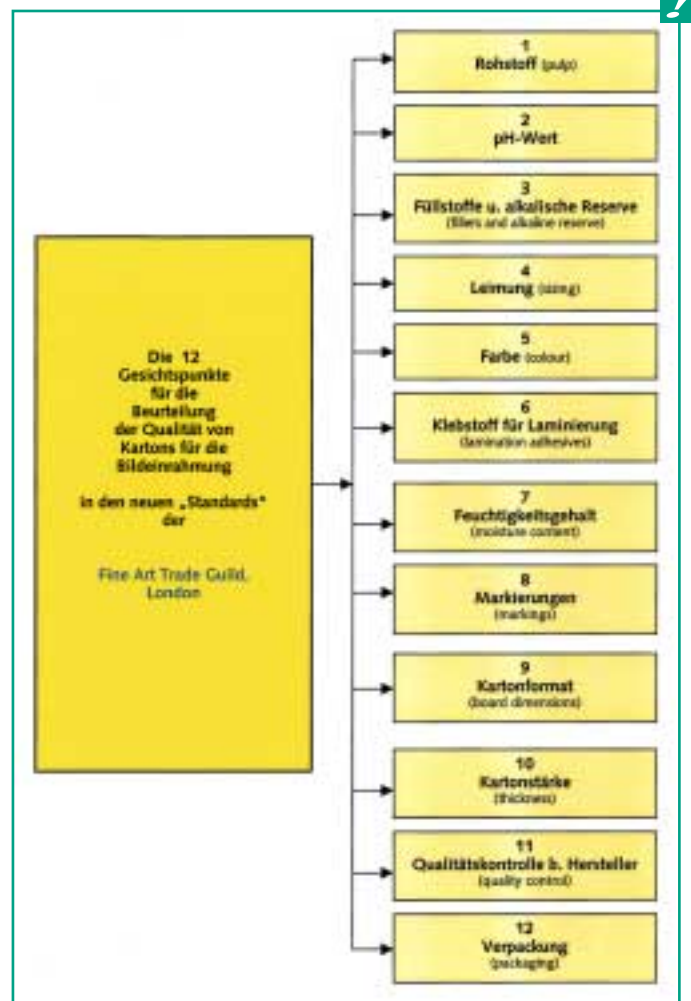 !
Die 12
Gesichtspunkte
für die
Beurteilung
der Qualität von
Kartons für die
Bildeinrahmung
in den neuen „Standards“
der
Fine Art Trade Guild,
London
1
Rohstoff (pulp)
2
pH-Wert
3
Füllstoffe u. alkalische Reserve
(fillers and alkaline reserve)
4
Leimung (sizing)
5
Farbe (colour)
6
Klebstoff für Laminierung
(lamination adhesives)
7
Feuchtigkeitsgehalt
(moisture content)
8
Markierungen
(markings)
9
Kartonformat
(board dimensions)
10
Kartonstärke
(thickness)
11
Qualitätskontrolle b. Hersteller
(quality control)
12
Verpackung
(packaging)